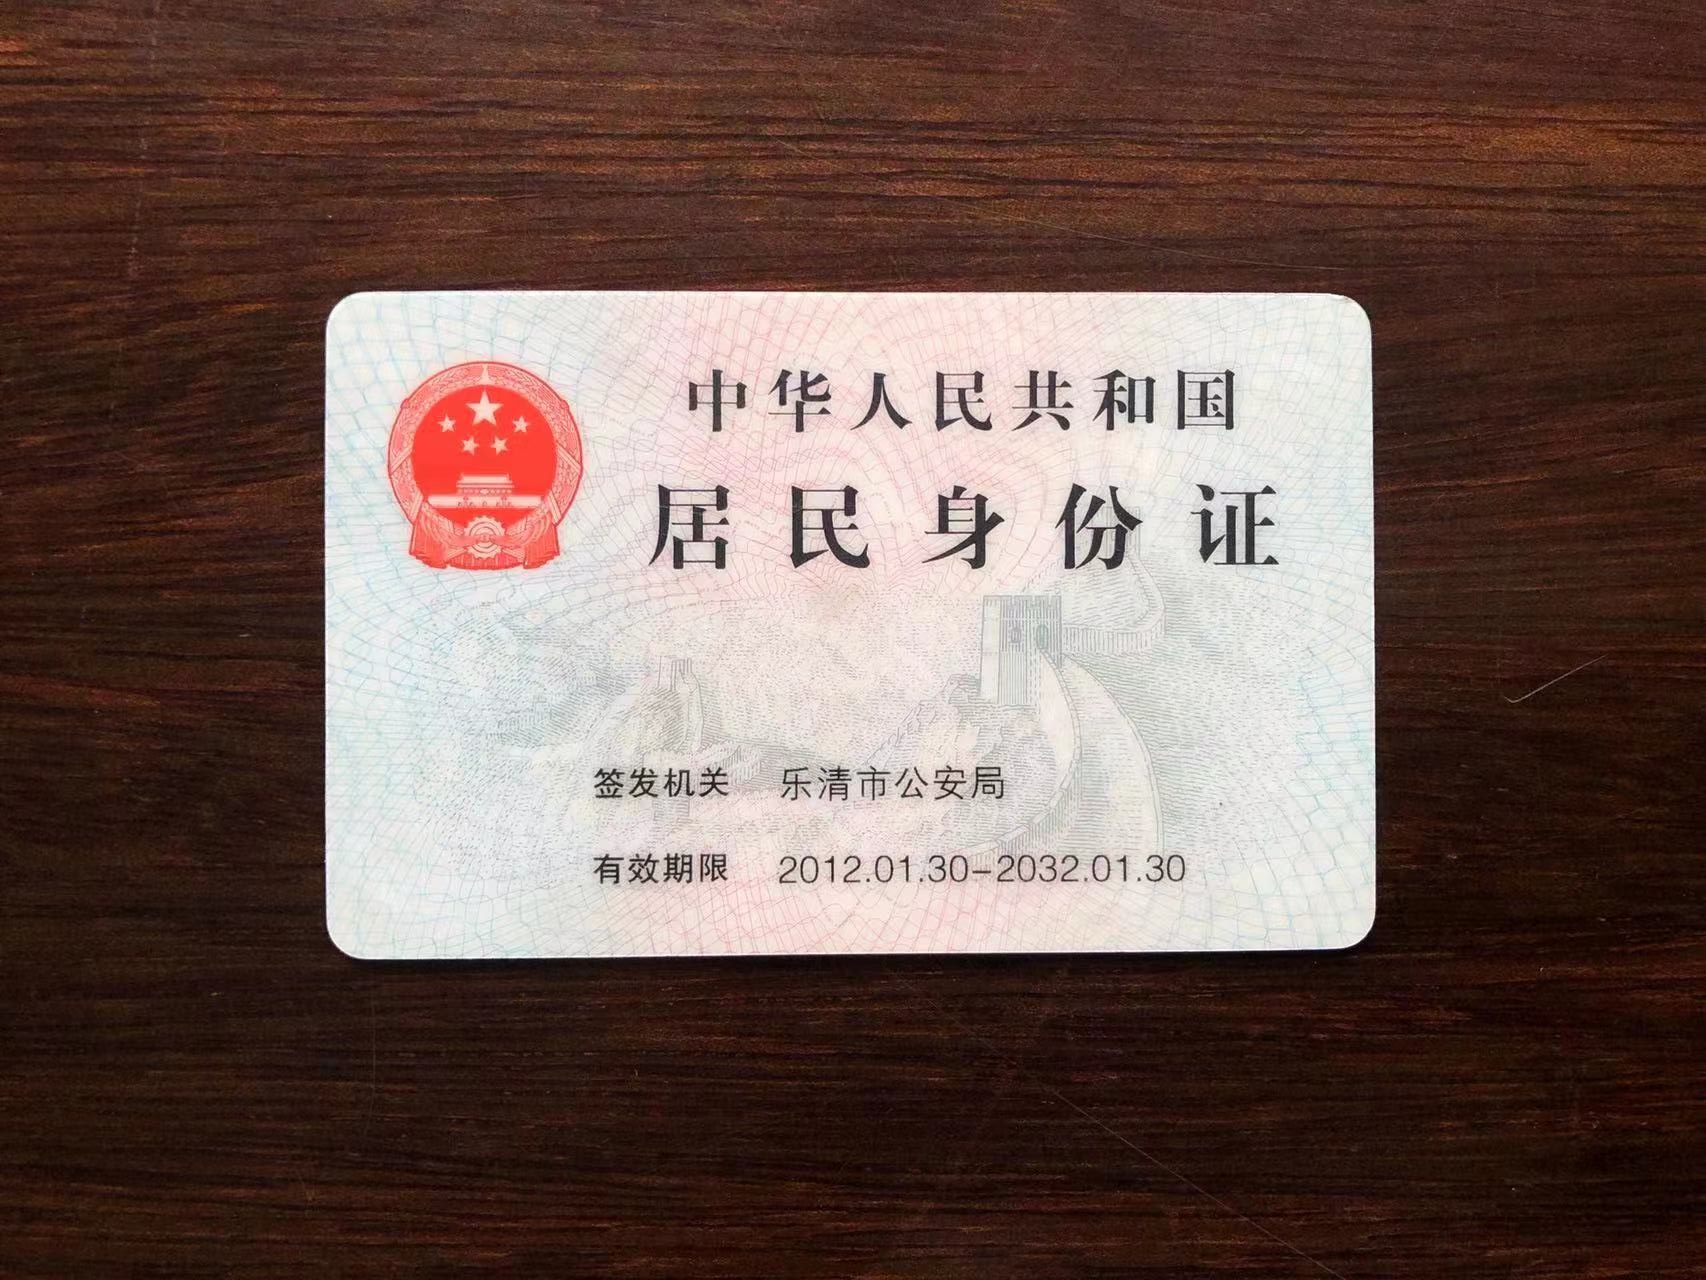 中华人民共和国
居民身份证
签发机关 乐清市公安局
有效期限 2012.01.30-2032.01.30